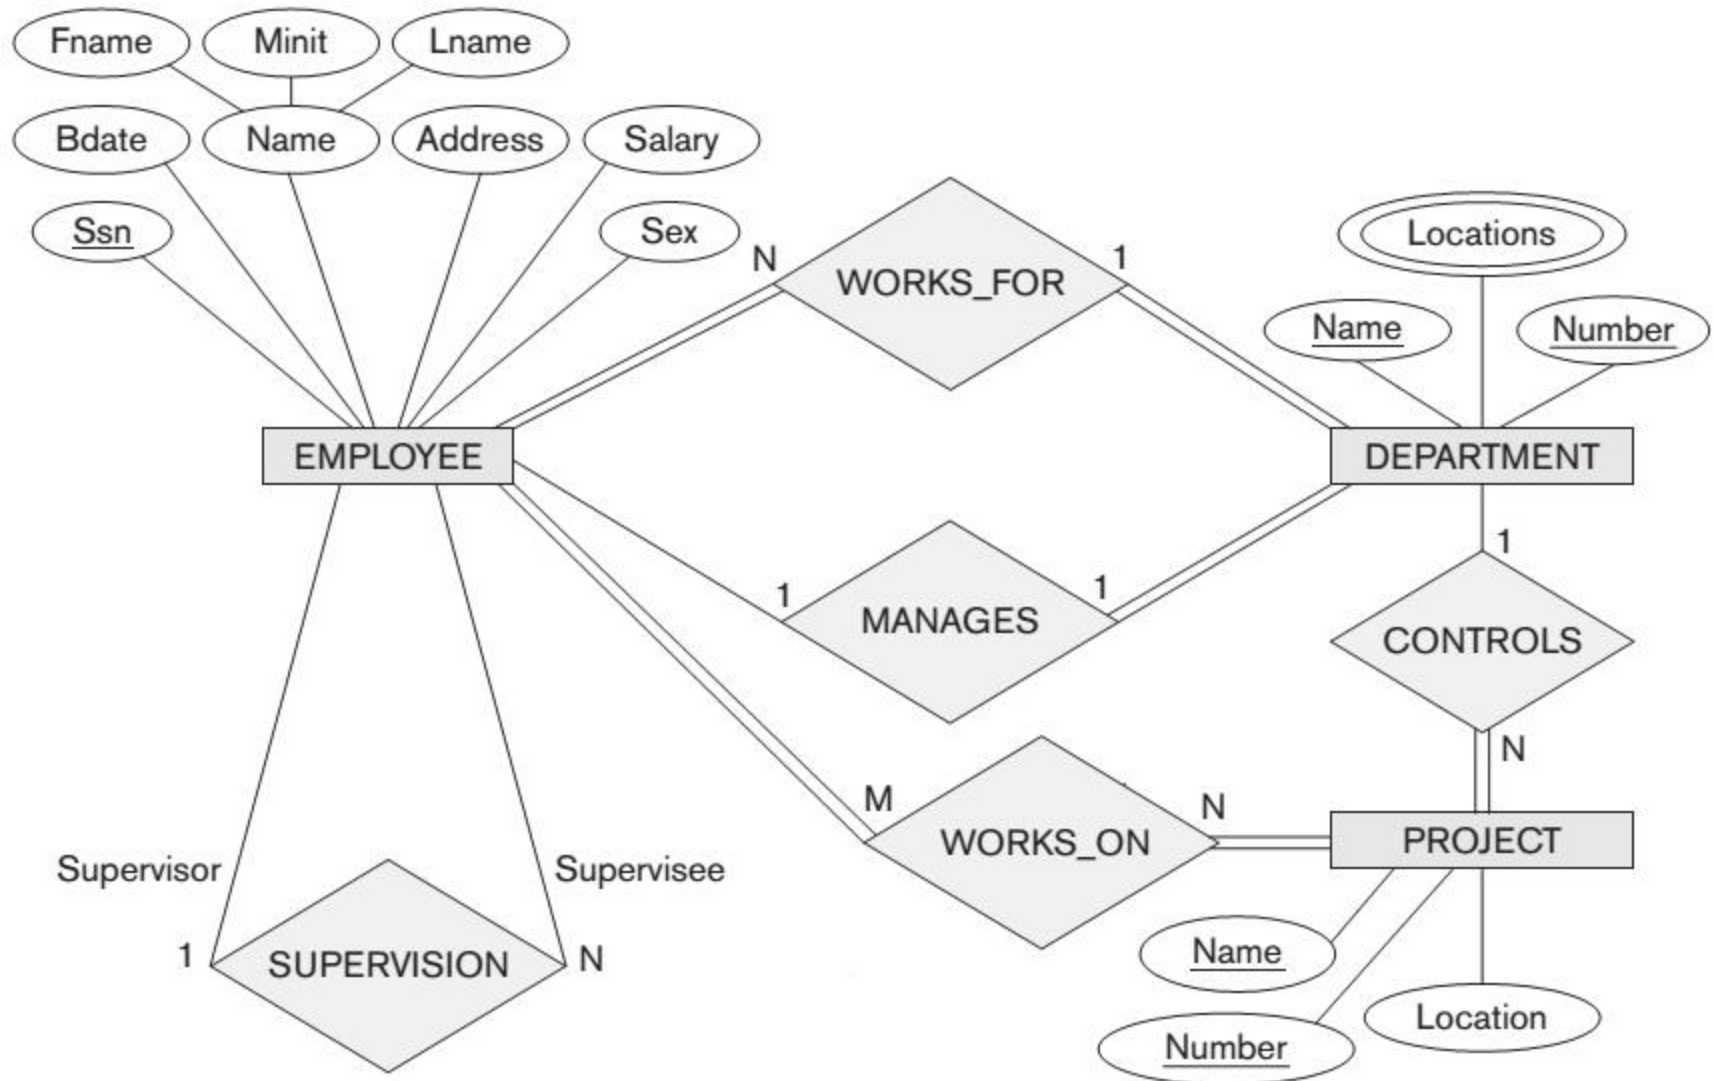 Fname
Minit
Lname
Bdate
Name
Address
Salary
Ssn
Sex
N
WORKS_FOR
1
Locations
Name
Number
EMPLOYEE
DEPARTMENT
1
MANAGES
1
1
CONTROLS
N
M
WORKS_ON
N
PROJECT
Supervisor
Supervisee
1
SUPERVISION
N
Name
Number
Location